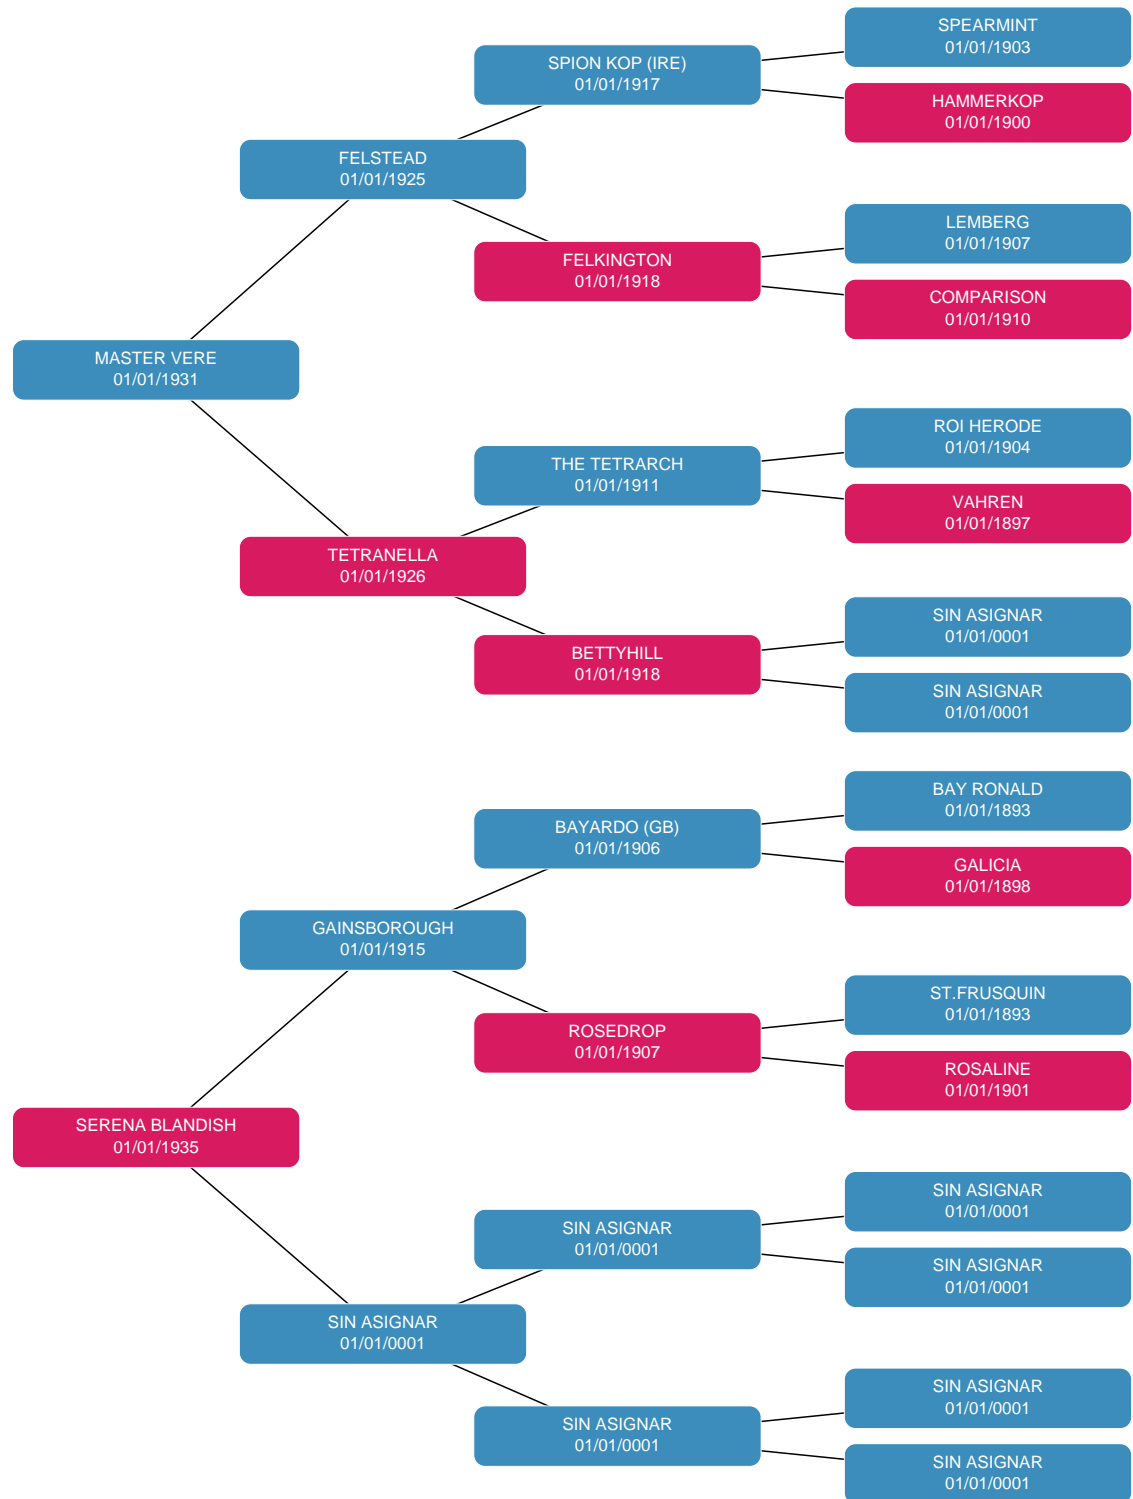 SPEARMINT
01/01/1903
SPION KOP (IRE)
01/01/1917
HAMMERKOP
01/01/1900
FELSTEAD
01/01/1925
LEMBERG
01/01/1907
FELKINGTON
01/01/1918
COMPARISON
01/01/1910
MASTER VERE
01/01/1931
ROI HERODE
01/01/1904
THE TETRARCH
01/01/1911
VAHREN
01/01/1897
TETRANELLA
01/01/1926
SIN ASIGNAR
01/01/0001
BETTYHILL
01/01/1918
SIN ASIGNAR
01/01/0001
BAY RONALD
01/01/1893
BAYARDO (GB)
01/01/1906
GALICIA
01/01/1898
GAINSBOROUGH
01/01/1915
ST.FRUSQUIN
01/01/1893
ROSEDROP
01/01/1907
ROSALINE
01/01/1901
SERENA BLANDISH
01/01/1935
SIN ASIGNAR
01/01/0001
SIN ASIGNAR
01/01/0001
SIN ASIGNAR
01/01/0001
SIN ASIGNAR
01/01/0001
SIN ASIGNAR
01/01/0001
SIN ASIGNAR
01/01/0001
SIN ASIGNAR
01/01/0001